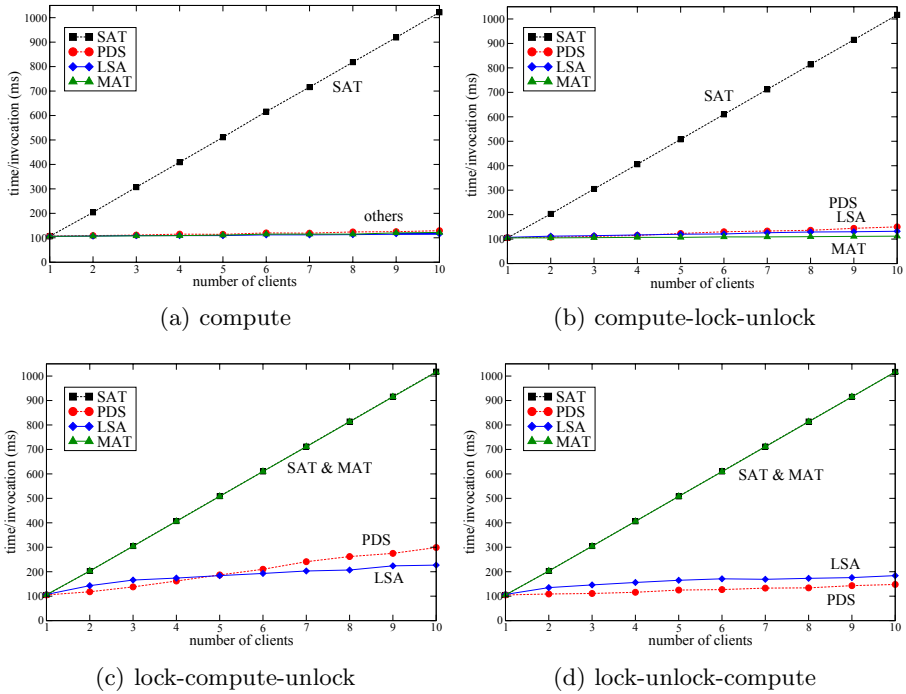 1000
900
800
700
600
500
400
300
200
100
0
time/invocation (ms)
SAT
PDS
LSA
MAT
SAT
others
1 2 3 4 5 6 7 8 9 10
number of clients
(a) compute
1000
900
800
700
600
500
400
300
200
100
0
time/invocation (ms)
SAT
PDS
LSA
MAT
SAT
PDS
LSA
MAT
1 2 3 4 5 6 7 8 9 10
number of clients
(b) compute-lock-unlock
1000
900
800
700
600
500
400
300
200
100
0
time/invocation (ms)
SAT
PDS
LSA
MAT
SAT & MAT
PDS
LSA
1 2 3 4 5 6 7 8 9 10
number of clients
(c) lock-compute-unlock
1000
900
800
700
600
500
400
300
200
100
0
time/invocation (ms)
SAT
PDS
LSA
MAT
SAT & MAT
LSA
PDS
1 2 3 4 5 6 7 8 9 10
number of clients
(d) lock-unlock-compute